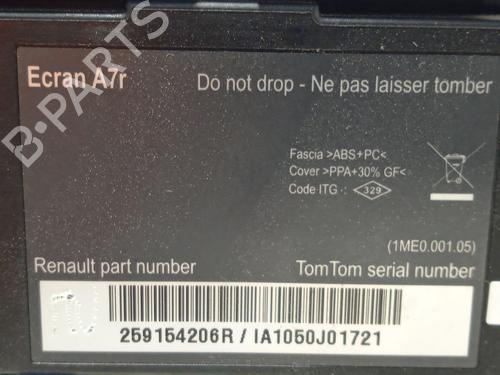 Ecran A7r
Do not drop - Ne pas laisser tomber
B-PARTS
Fascia >ABS+PC<
Cover >PPA+30% GF<
Code ITG : 329
(1ME0.001.05)
Renault part number
TomTom serial number
259154206R / IA1050J01721